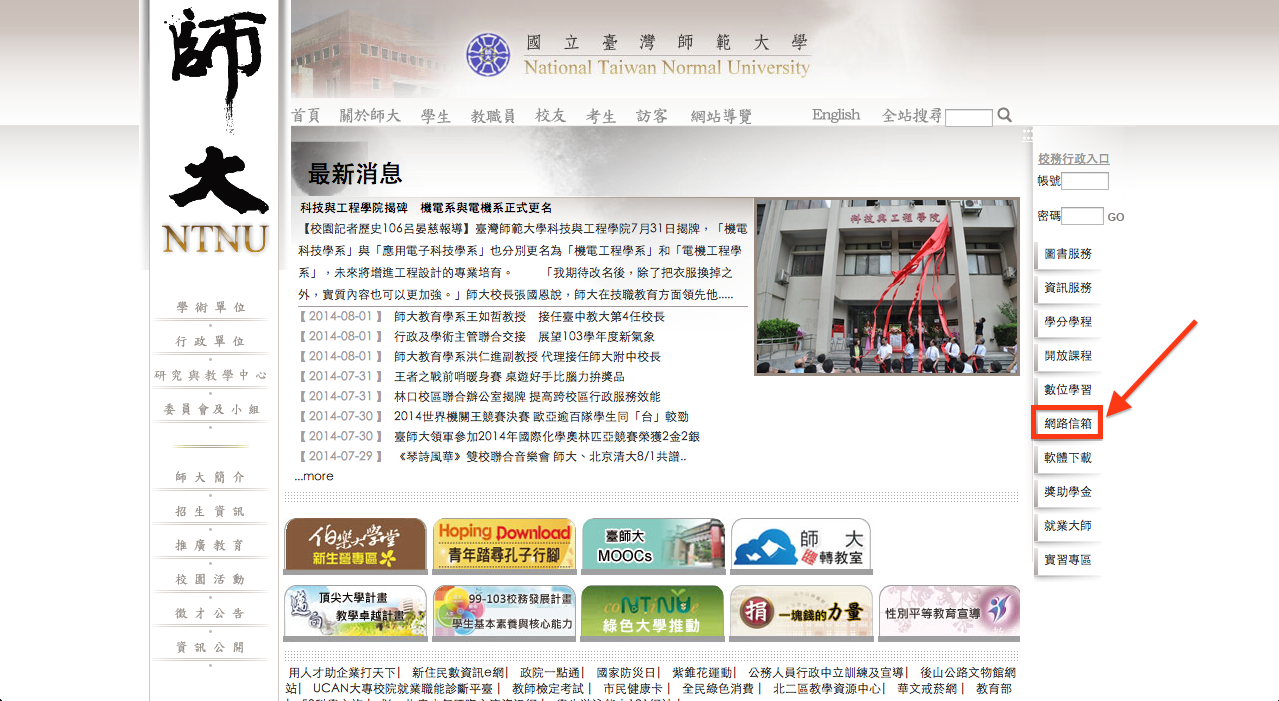 師大
NTNU
國立臺灣師範大學
National Taiwan Normal University
首頁 關於師大 學生 教職員 校友 考生 訪客 網站導覽 English 全站搜尋
最新消息
科技與工程學院揭碑 機電系與電機系正式更名
【校園記者歷史106呂晏慈報導】臺灣師範大學科技與工程學院7月31日揭牌，「機電
科技學系」與「應用電子科技學系」也分別更名為「機電工程學系」和「電機工程學
系」，未來將增進工程設計的專業培育。 「我期待改名後，除了把衣服換掉之
外，實質內容也可以更加強。」師大校長張國恩說，師大在技職教育方面領先他.....
科技與工程學院
【 2014-08-01 】 師大教育學系王如哲教授 接任臺中教大第4任校長
【 2014-08-01 】 行政及學術主管聯合交接 展望103學年度新氣象
【 2014-08-01 】 師大教育學系洪仁進副教授 代理接任師大附中校長
【 2014-07-31 】 王者之戰前哨暖身賽 桌遊好手比腦力拚獎品
【 2014-07-31 】 林口校區聯合辦公室揭牌 提高跨校區行政服務效能
【 2014-07-30 】 2014世界機關王競賽決賽 歐亞逾百隊學生同「台」較勁
【 2014-07-30 】 臺師大領軍參加2014年國際化學奧林匹亞競賽榮獲2金2銀
【 2014-07-29 】 《琴詩風華》雙校聯合音樂會 師大、北京清大8/1共譜..
...more
學術單位
行政單位
研究與教學中心
委員會及小組
師大簡介
招生資訊
推廣教育
校園活動
徵才公告
資訊公開
校務行政入口
帳號
密碼 GO
圖書服務
資訊服務
學分學程
開放課程
數位學習
網路信箱
軟體下載
獎助學金
就業大師
實習專區
伯樂大學堂
新生營專區
Hoping Download
青年踏尋孔子行腳
臺師大
MOOCs
師大
翻轉教室
邁向
頂尖大學計畫
教學卓越計畫
99-103校務發展計畫
學生基本素養與核心能力
coNTiNUe
綠色大學推動
捐 一塊錢的力量
性別平等教育宣導
用人才助企業打天下| 新住民數資訊e網| 政院一點通| 國家防災日| 紫錐花運動| 公務人員行政中立訓練及宣導| 後山公路文物館網
站| UCAN大專校院就業職能診斷平臺 | 教師檢定考試 | 市民健康卡 | 全民綠色消費 | 北二區教學資源中心| 華文戒菸網 | 教育部